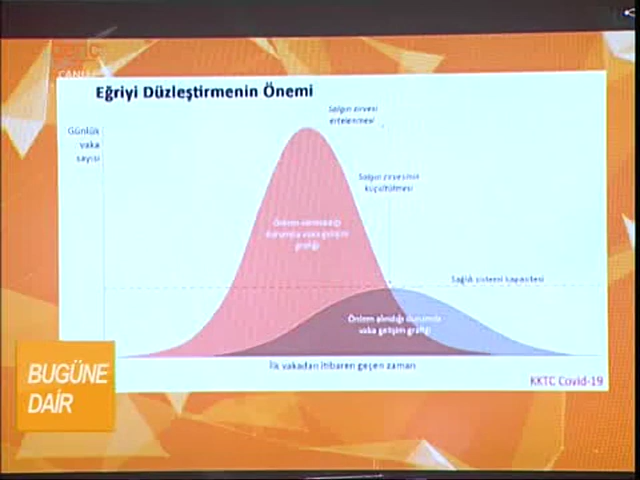 CANLI
Eğriyi Düzleştirmenin Önemi
Günlük
vaka
sayısı
Salgın zirvesi
ertelenmesi
Salgın zirvesinin
küçültülmesi
Önlem alınmadığı
durumda vaka gelişim
grafiği
Sağlık sistemi kapasitesi
Önlem alındığı durumda
vaka gelişim grafiği
İlk vakadan itibaren geçen zaman
KKTC Covid-19
BUGÜNE
DAİR